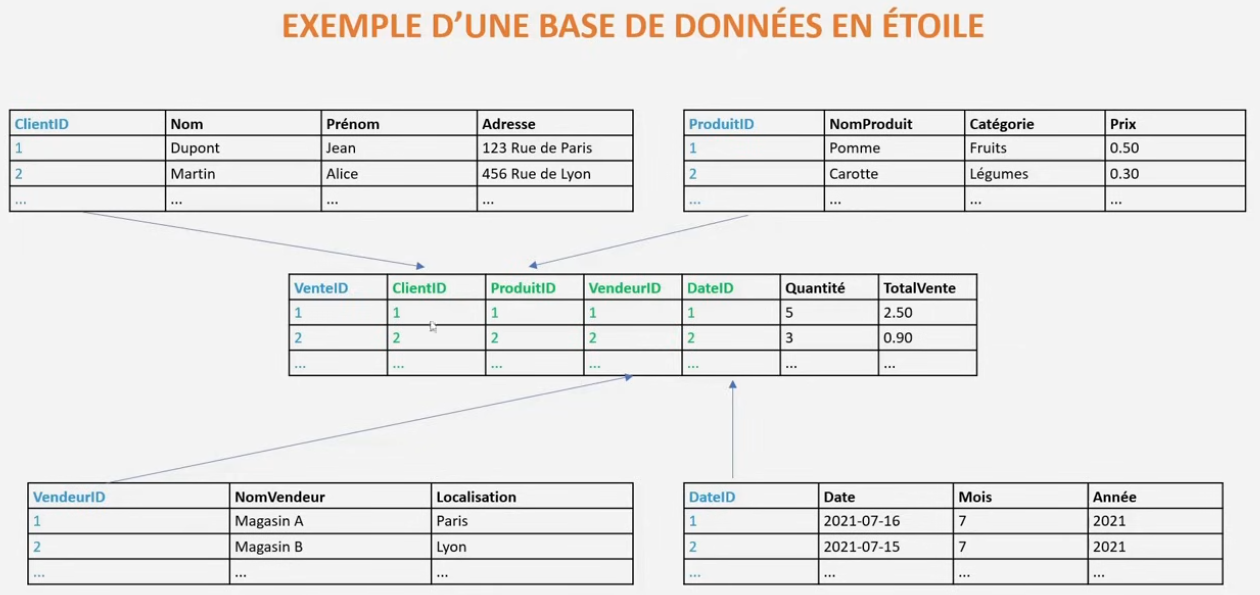 EXEMPLE D'UNE BASE DE DONNÉES EN ÉTOILE
ClientID Nom Prénom Adresse
1 Dupont Jean 123 Rue de Paris
2 Martin Alice 456 Rue de Lyon
... ... ... ...
ProduitID NomProduit Catégorie Prix
1 Pomme Fruits 0.50
2 Carotte Légumes 0.30
... ... ... ...
VenteID ClientID ProduitID VendeurID DateID Quantité TotalVente
1 1 1 1 1 5 2.50
2 2 2 2 2 3 0.90
... ... ... ... ... ... ...
VendeurID NomVendeur Localisation
1 Magasin A Paris
2 Magasin B Lyon
... ... ...
DateID Date Mois Année
1 2021-07-16 7 2021
2 2021-07-15 7 2021
... ... ... ...